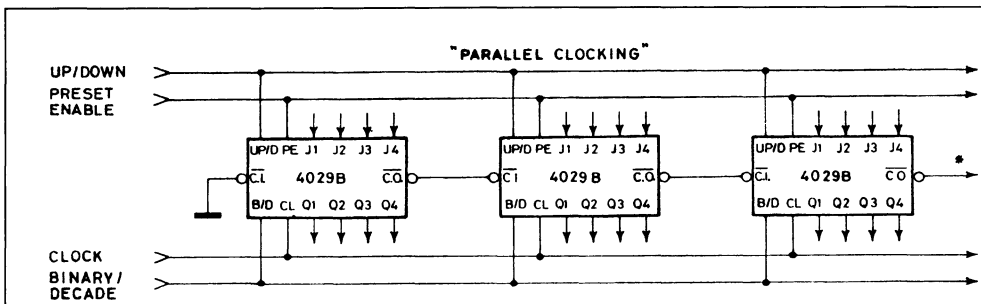 "PARALLEL CLOCKING"
UP/DOWN
PRESET
ENABLE
UP/D PE J1 J2 J3 J4
C.I. 4029B C.O.
B/D CL Q1 Q2 Q3 Q4
UP/D PE J1 J2 J3 J4
C.I 4029B C.O.
B/D CL Q1 Q2 Q3 Q4
UP/D PE J1 J2 J3 J4
C.I. 4029B C O
B/D CL Q1 Q2 Q3 Q4
*
CLOCK
BINARY/
DECADE